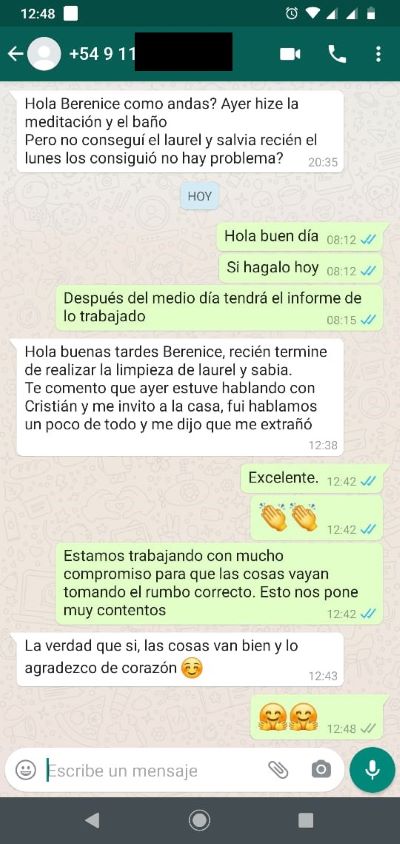 12:48
+54 9 11
Hola Berenice como andas? Ayer hize la
meditación y el baño
Pero no conseguí el laurel y salvia recién el
lunes los consiguió no hay problema? 20:35
HOY
Hola buen día 08:12
Si hagalo hoy 08:12
Después del medio día tendrá el informe de
lo trabajado 08:15
Hola buenas tardes Berenice, recién termine
de realizar la limpieza de laurel y sabia.
Te comento que ayer estuve hablando con
Cristián y me invito a la casa, fui hablamos
un poco de todo y me dijo que me extrañó
12:38
Excelente. 12:42
12:42
Estamos trabajando con mucho
compromiso para que las cosas vayan
tomando el rumbo correcto. Esto nos pone
muy contentos 12:42
La verdad que si, las cosas van bien y lo
agradezco de corazón 12:43
12:48
Escribe un mensaje